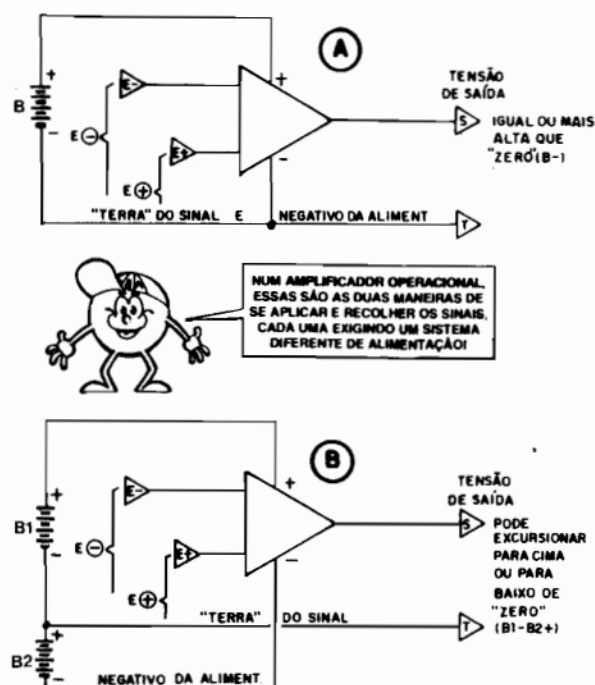 A
+
TENSÃO
DE SAÍDA
B
+
-
E-
E-
S
IGUAL OU MAIS
ALTA QUE
"ZERO"(B-)
E+
E+
-
"TERRA" DO SINAL E NEGATIVO DA ALIMENT
T
NUM AMPLIFICADOR OPERACIONAL,
ESSAS SÃO AS DUAS MANEIRAS DE
SE APLICAR E RECOLHER OS SINAIS,
CADA UMA EXIGINDO UM SISTEMA
DIFERENTE DE ALIMENTAÇÃO!
B
+
TENSÃO
DE SAÍDA
B1
+
-
E-
E-
S
PODE
EXCURSIONAR
PARA CIMA
OU PARA
BAIXO DE
"ZERO"
(B1-B2+)
E+
E+
-
"TERRA" DO SINAL
T
B2
+
-
NEGATIVO DA ALIMENT.